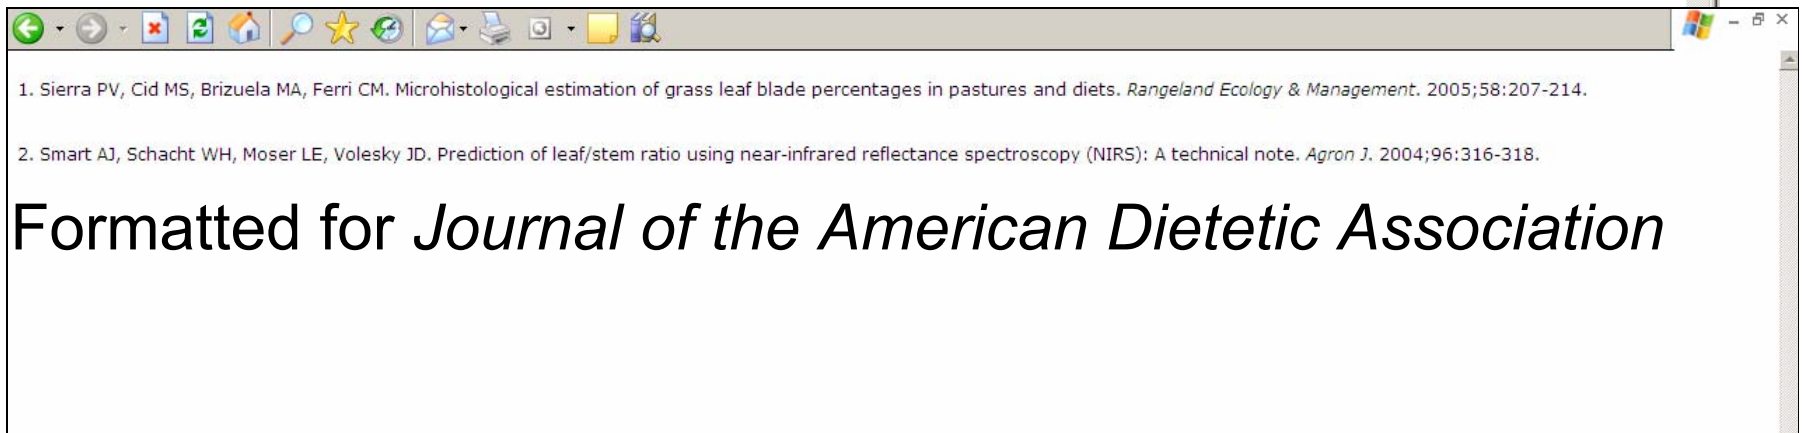 1. Sierra PV, Cid MS, Brizuela MA, Ferri CM. Microhistological estimation of grass leaf blade percentages in pastures and diets. Rangeland Ecology & Management. 2005;58:207-214.
2. Smart AJ, Schacht WH, Moser LE, Volesky JD. Prediction of leaf/stem ratio using near-infrared reflectance spectroscopy (NIRS): A technical note. Agron J. 2004;96:316-318.
Formatted for Journal of the American Dietetic Association